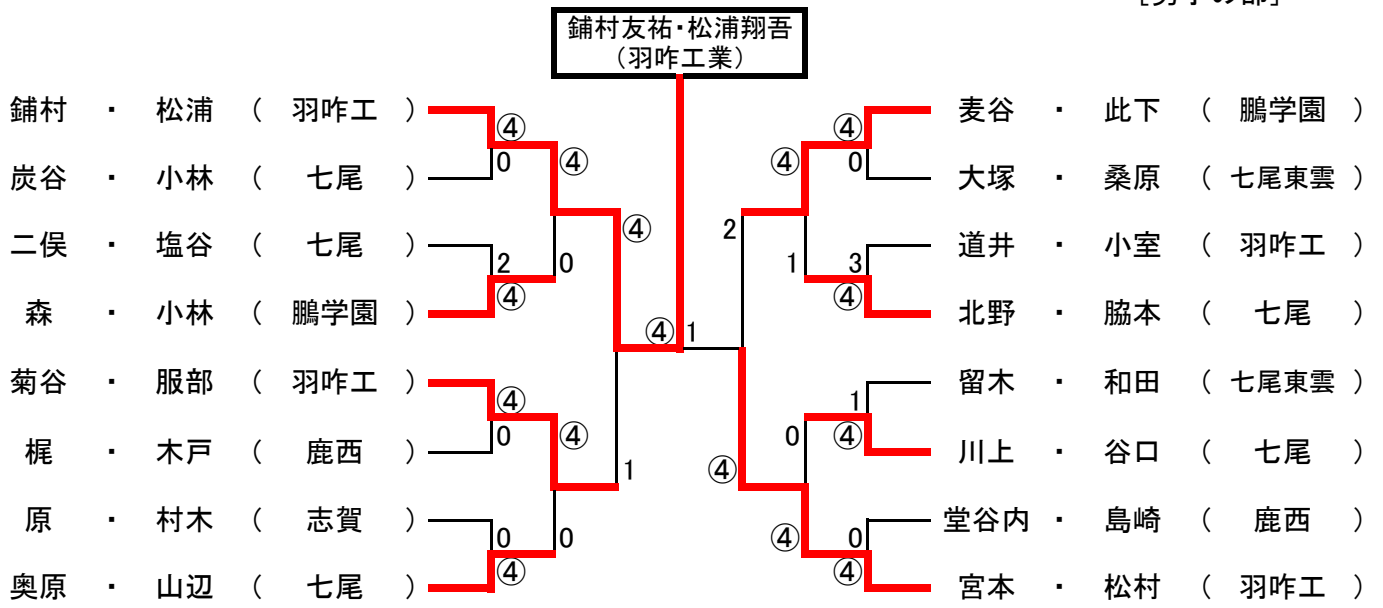 鋪村友祐・松浦翔吾
(羽咋工業)
鋪村 ・ 松浦 ( 羽咋工 )
④
0
炭谷 ・ 小林 ( 七尾 )
④
二俣 ・ 塩谷 ( 七尾 )
2
0
④
森 ・ 小林 ( 鵬学園 )
④
菊谷 ・ 服部 ( 羽咋工 )
④
0
梶 ・ 木戸 ( 鹿西 )
④
1
原 ・ 村木 ( 志賀 )
0
0
④
奥原 ・ 山辺 ( 七尾 )
④ 1
麦谷 ・ 此下 ( 鵬学園 )
④
0
大塚 ・ 桑原 ( 七尾東雲 )
④
2
道井 ・ 小室 ( 羽咋工 )
1
3
④
北野 ・ 脇本 ( 七尾 )
留木 ・ 和田 ( 七尾東雲 )
1
④
川上 ・ 谷口 ( 七尾 )
0
④
堂谷内 ・ 島崎 ( 鹿西 )
④
0
④
宮本 ・ 松村 ( 羽咋工 )